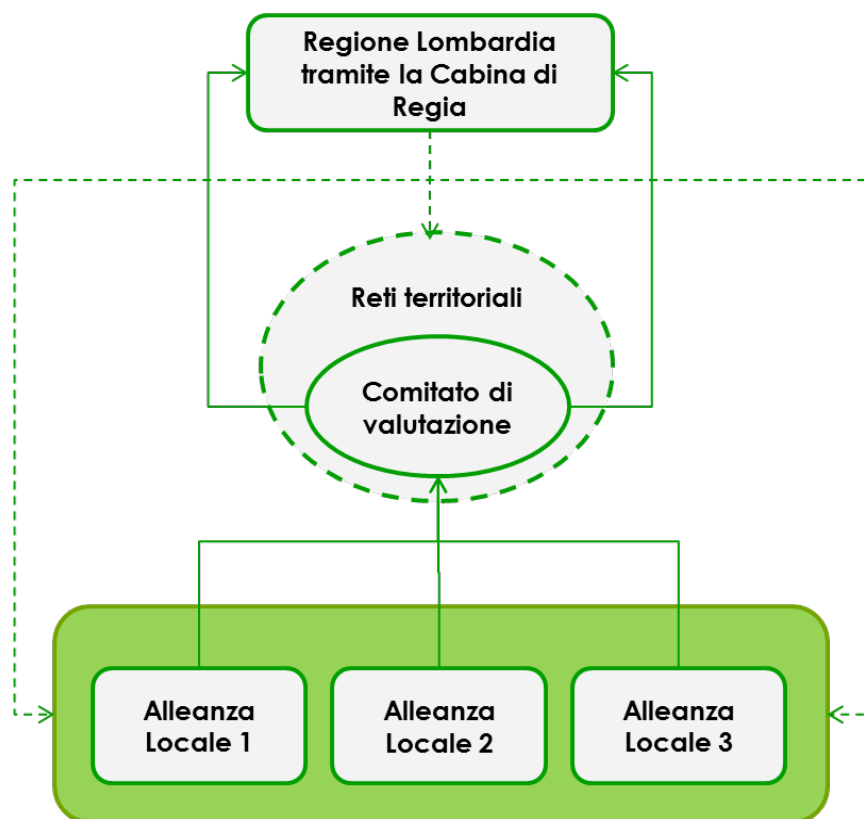 Regione Lombardia
tramite la Cabina di
Regia
Reti territoriali
Comitato di
valutazione
Alleanza
Locale 1
Alleanza
Locale 2
Alleanza
Locale 3